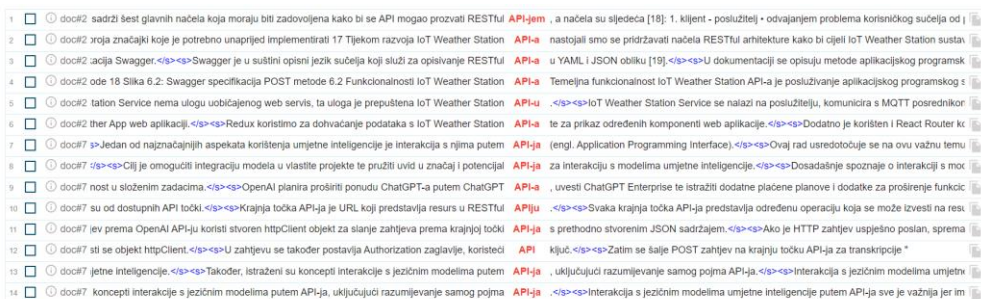 1 doc#2 sadrži šest glavnih načela koja moraju biti zadovoljena kako bi se API mogao prozvati RESTful API-jem , a načela su sljedeća [18]: 1. klijent - poslužitelj • odvajanjem problema korisničkog sučelja od
2 doc#2 broja značajki koje je potrebno unaprijed implementirati 17 Tijekom razvoja IoT Weather Station API-a nastojali smo se pridržavati načela RESTful arhitekture kako bi cijeli IoT Weather Station sustav
3 doc#2 :acija Swagger.</s><s>Swagger je u suštini opisni jezik sučelja koji služi za opisivanje RESTful API-a u YAML i JSON obliku [19].</s><s>U dokumentaciji se opisuju metode aplikacijskog programsk
4 doc#2 ode 18 Slika 6.2: Swagger specifikacija POST metode 6.2 Funkcionalnosti IoT Weather Station API-a Temeljna funkcionalnost IoT Weather Station API-a je posluživanje aplikacijskog programskog s
5 doc#2 tation Service nema ulogu uobičajenog web servis, ta uloga je prepuštena IoT Weather Station API-u .</s><s>IoT Weather Station Service se nalazi na poslužitelju, komunicira s MQTT posrednikom
6 doc#2 ther App web aplikaciji.</s><s>Redux koristimo za dohvaćanje podataka s IoT Weather Station API-a te za prikaz određenih komponenti web aplikacije.</s><s>Dodatno je korišten i React Router ko
7 doc#7 s>Jedan od najznačajnijih aspekata korištenja umjetne inteligencije je uvid u interakcija s njima putem API-ja (engl. Application Programming Interface).</s><s>Ovaj rad usredotočuje se na ovu važnu temu
8 doc#7 :</s><s>Cilj je omogućiti integraciju modela u vlastite projekte te pružiti uvid u značaj i potencijal API-ja za interakciju s modelima umjetne inteligencije.</s><s>Dosadašnje spoznaje o interakciji s mod
9 doc#7 nost u složenim zadacima.</s><s>OpenAI planira proširiti ponudu ChatGPT-a putem ChatGPT API-ja , uvesti ChatGPT Enterprise te istražiti dodatne plaćene planove i dodatke za proširenje funkcio
10 doc#7 su od dostupnih API točki.</s><s>Krajnja točka API-ja je URL koji predstavlja resurs u RESTful APIju .</s><s>Svaka krajnja točka API-ja predstavlja određenu operaciju koja se može izvesti na resu
11 doc#7 jev prema OpenAI API-ju koristi stvoren httpClient objekt za slanje zahtjeva prema krajnjoj točki API-ja s prethodno stvorenim JSON sadržajem.</s><s>Ako je HTTP zahtjev uspješno poslan, sprema
12 doc#7 sti se objekt httpClient.</s><s>U zahtjevu se također postavlja Authorization zaglavlje, koristeći API ključ.</s><s>Zatim se šalje POST zahtjev na krajnju točku API-ja za transkripcije "
13 doc#7 jetne inteligencije.</s><s>Također, istraženi su koncepti interakcije s jezičnim modelima putem API-ja , uključujući razumijevanje samog pojma API-ja.</s><s>Interakcija s jezičnim modelima umjetne
14 doc#7 koncepti interakcije s jezičnim modelima putem API-ja, uključujući razumijevanje samog pojma API-ja .</s><s>Interakcija s jezičnim modelima umjetne inteligencije putem API-ja sve je važnija jer im